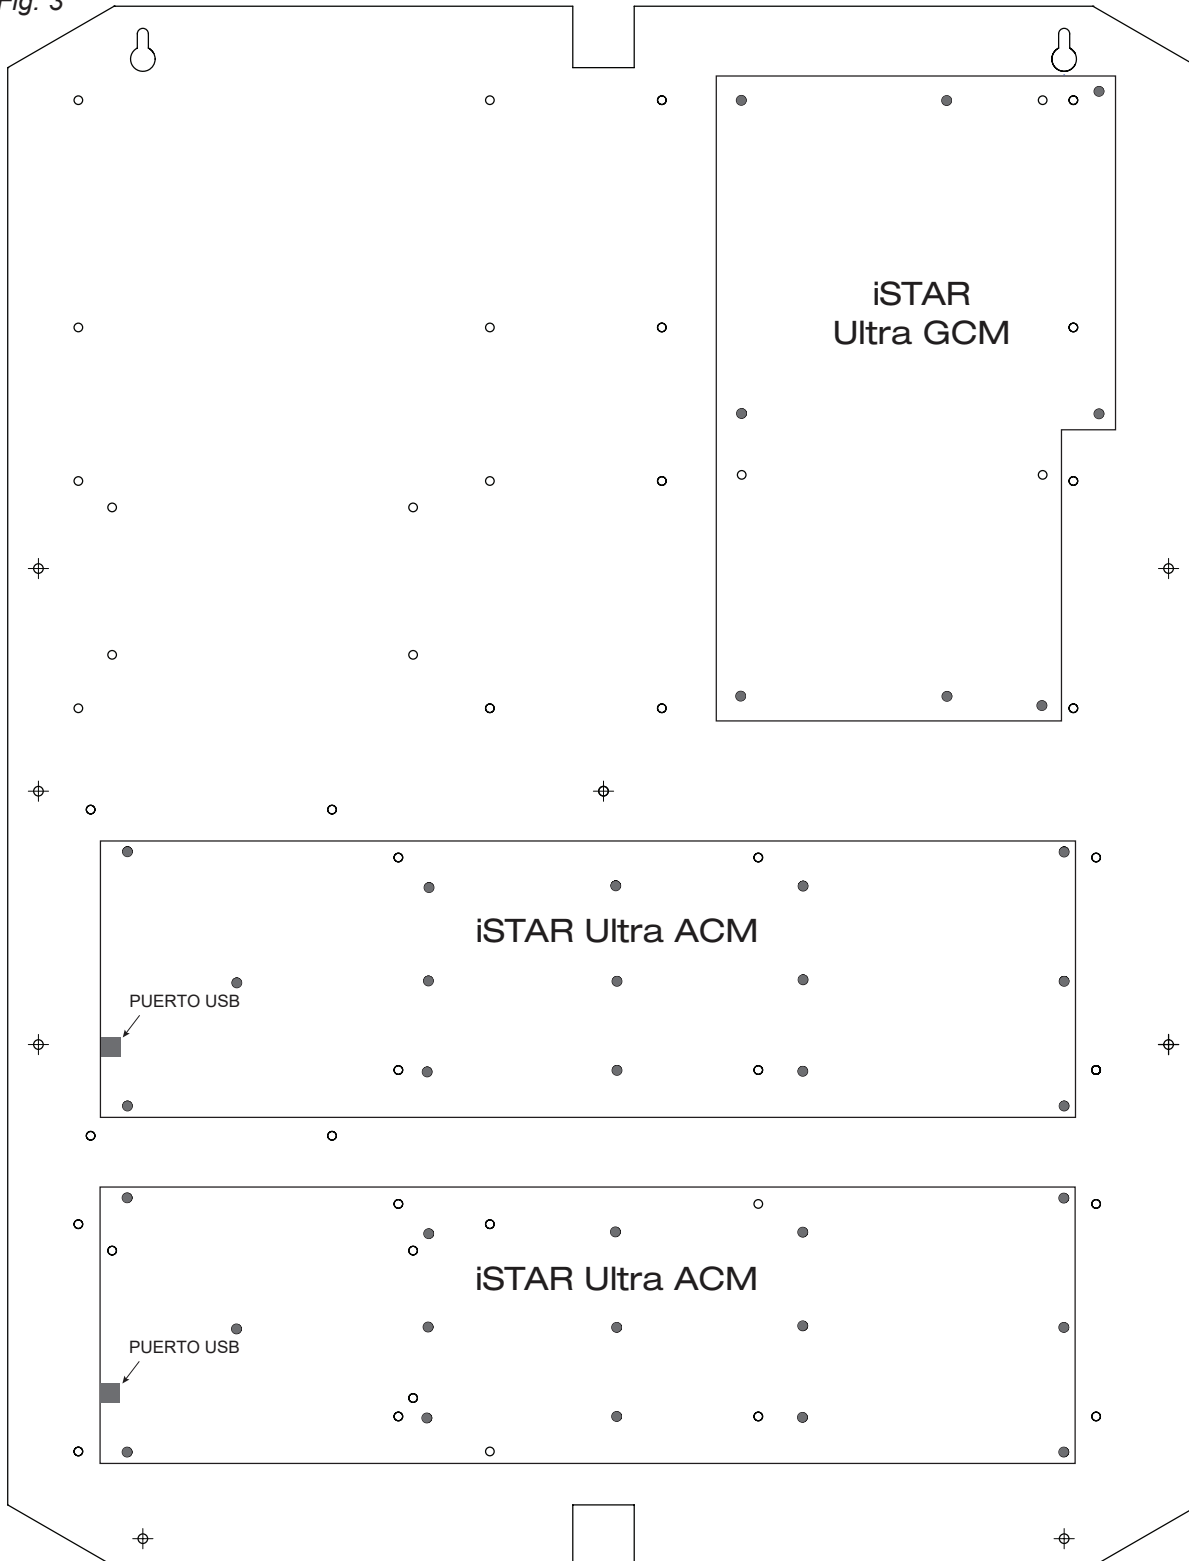 Fig. 3
iSTAR
Ultra GCM
iSTAR Ultra ACM
PUERTO USB
iSTAR Ultra ACM
PUERTO USB